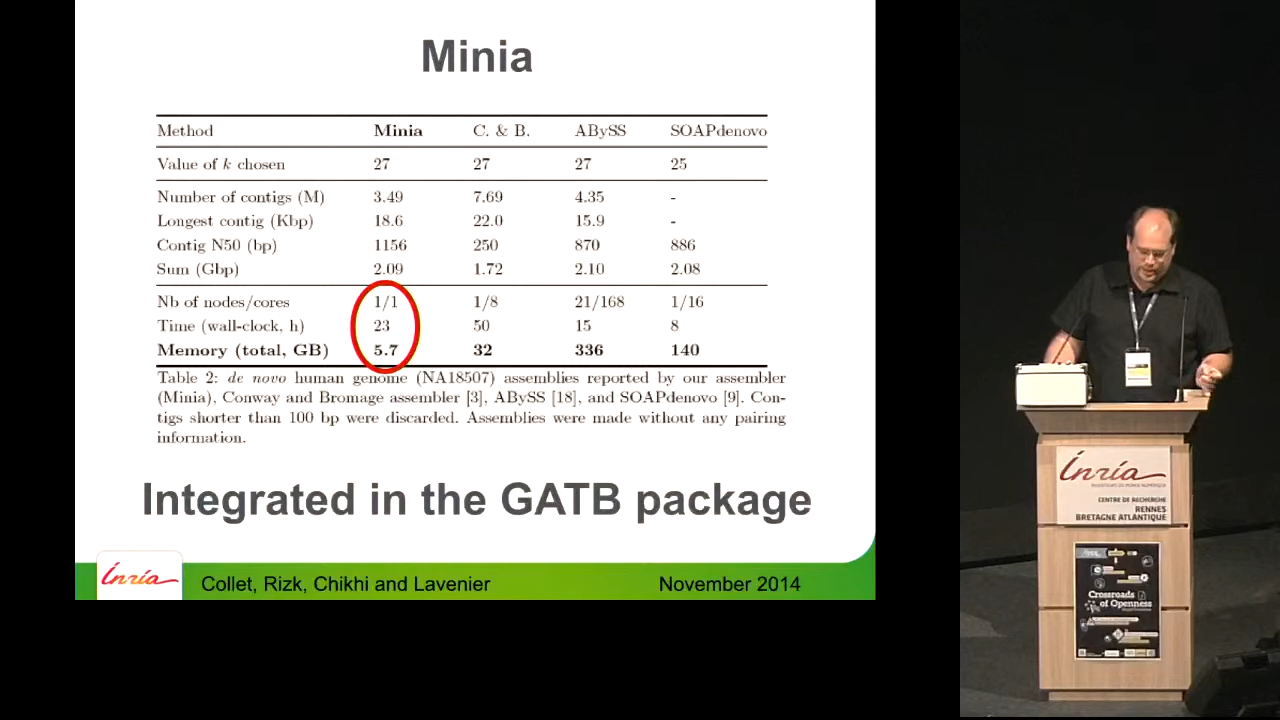 Minia
Method Minia C. & B. ABySS SOAPdenovo
Value of k chosen 27 27 27 25
Number of contigs (M) 3.49 7.69 4.35 -
Longest contig (Kbp) 18.6 22.0 15.9 -
Contig N50 (bp) 1156 250 870 886
Sum (Gbp) 2.09 1.72 2.10 2.08
Nb of nodes/cores 1/1 1/8 21/168 1/16
Time (wall-clock, h) 23 50 15 8
Memory (total, GB) 5.7 32 336 140
Table 2: de novo human genome (NA18507) assemblies reported by our assembler
(Minia), Conway and Bromage assembler [3], ABySS [18], and SOAPdenovo [9]. Con-
tigs shorter than 100 bp were discarded. Assemblies were made without any pairing
information.
Integrated in the GATB package
Inria
Collet, Rizk, Chikhi and Lavenier
November 2014
Inria
CENTRE DE RECHERCHE
RENNES
BRETAGNE ATLANTIQUE
Crossroads
of Openness